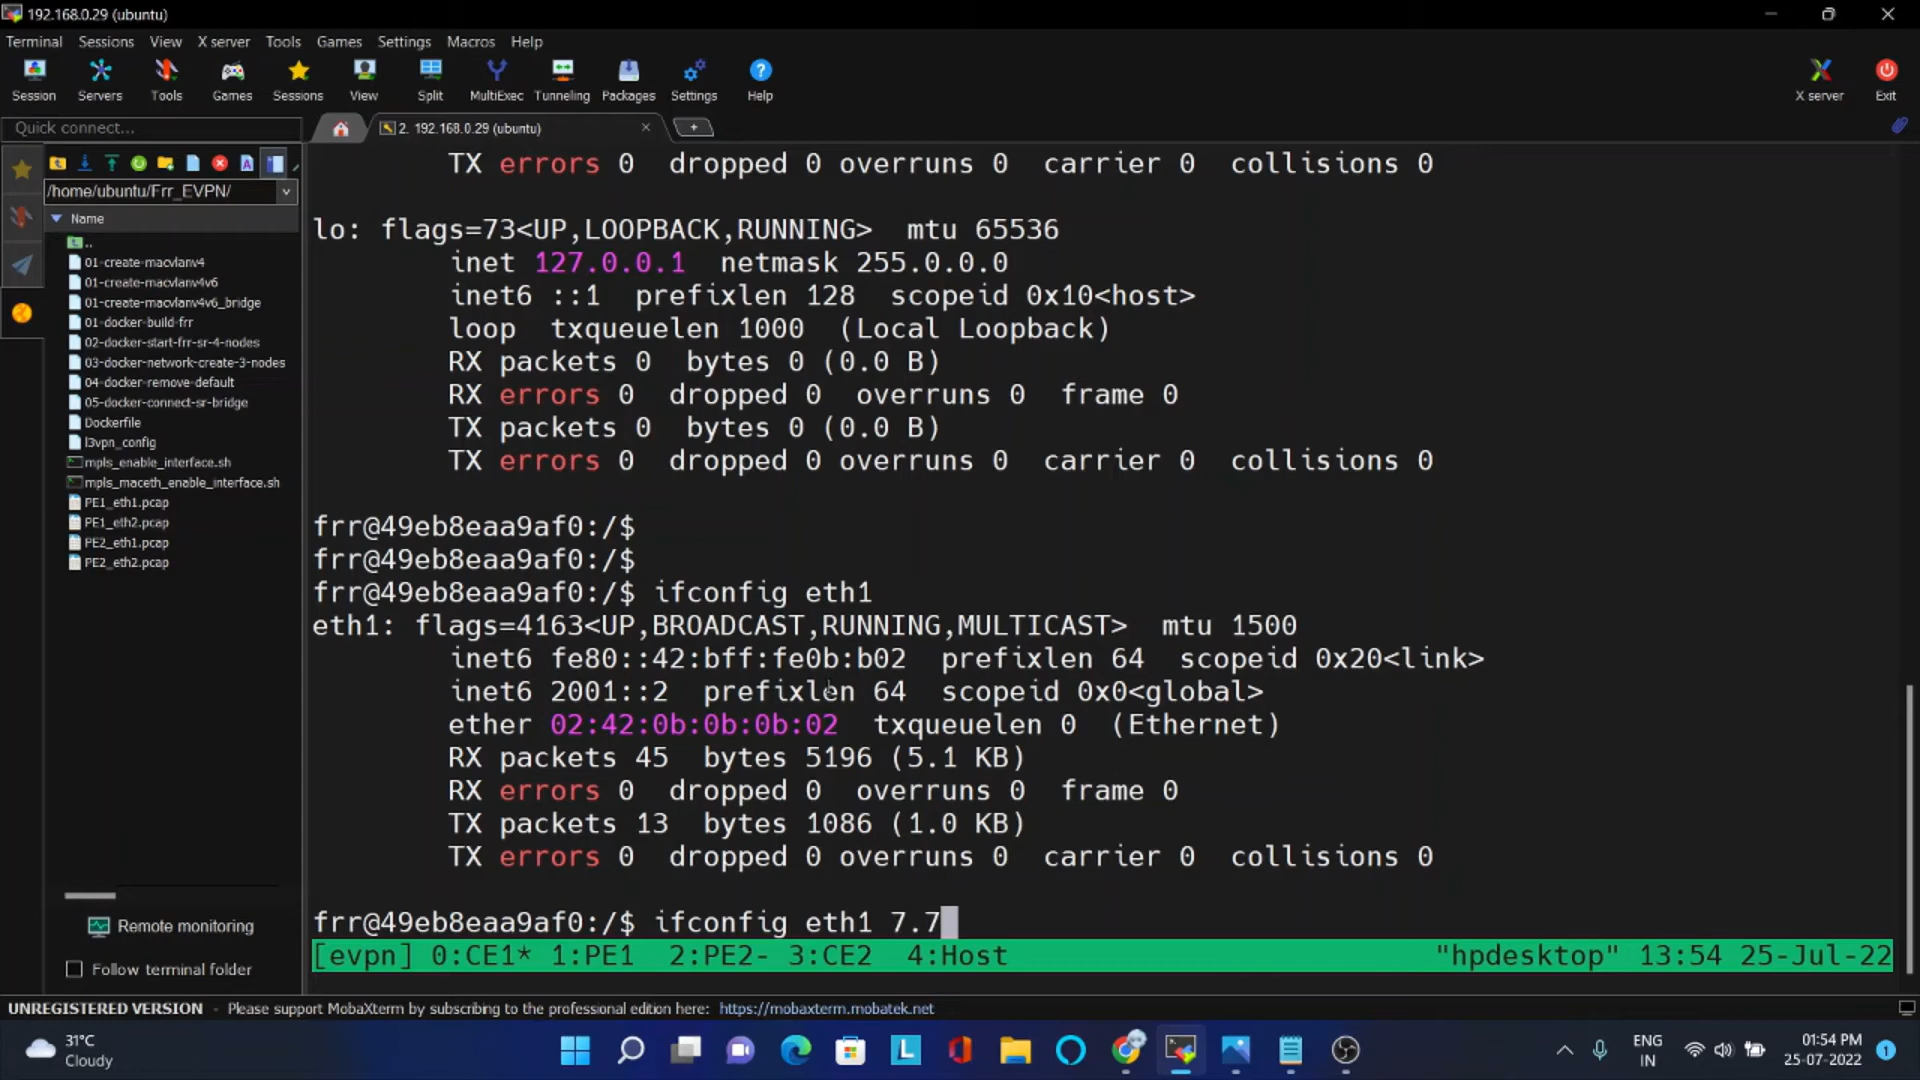 192.168.0.29 (ubuntu)
Terminal Sessions View X server Tools Games Settings Macros Help
Session Servers Tools Games Sessions View Split MultiExec Tunneling Packages Settings Help X server Exit
Quick connect...
2. 192.168.0.29 (ubuntu)
/home/ubuntu/Frr_EVPN/
Name
..
01-create-macvlanv4
01-create-macvlanv4v6
01-create-macvlanv4v6_bridge
01-docker-build-frr
02-docker-start-frr-sr-4-nodes
03-docker-network-create-3-nodes
04-docker-remove-default
05-docker-connect-sr-bridge
Dockerfile
l3vpn_config
mpls_enable_interface.sh
mpls_maceth_enable_interface.sh
PE1_eth1.pcap
PE1_eth2.pcap
PE2_eth1.pcap
PE2_eth2.pcap
Remote monitoring
Follow terminal folder
TX errors 0 dropped 0 overruns 0 carrier 0 collisions 0
lo: flags=73<UP,LOOPBACK,RUNNING> mtu 65536
inet 127.0.0.1 netmask 255.0.0.0
inet6 ::1 prefixlen 128 scopeid 0x10<host>
loop txqueuelen 1000 (Local Loopback)
RX packets 0 bytes 0 (0.0 B)
RX errors 0 dropped 0 overruns 0 frame 0
TX packets 0 bytes 0 (0.0 B)
TX errors 0 dropped 0 overruns 0 carrier 0 collisions 0
frr@49eb8eaa9af0:/$
frr@49eb8eaa9af0:/$
frr@49eb8eaa9af0:/$ ifconfig eth1
eth1: flags=4163<UP,BROADCAST,RUNNING,MULTICAST> mtu 1500
inet6 fe80::42:bff:fe0b:b02 prefixlen 64 scopeid 0x20<link>
inet6 2001::2 prefixlen 64 scopeid 0x0<global>
ether 02:42:0b:0b:0b:02 txqueuelen 0 (Ethernet)
RX packets 45 bytes 5196 (5.1 KB)
RX errors 0 dropped 0 overruns 0 frame 0
TX packets 13 bytes 1086 (1.0 KB)
TX errors 0 dropped 0 overruns 0 carrier 0 collisions 0
frr@49eb8eaa9af0:/$ ifconfig eth1 7.7
[evpn] 0:CE1* 1:PE1 2:PE2- 3:CE2 4:Host "hpdesktop" 13:54 25-Jul-22
UNREGISTERED VERSION - Please support MobaXterm by subscribing to the professional edition here: https://mobaxterm.mobatek.net
31°C
Cloudy
ENG
IN
01:54 PM
25-07-2022
1